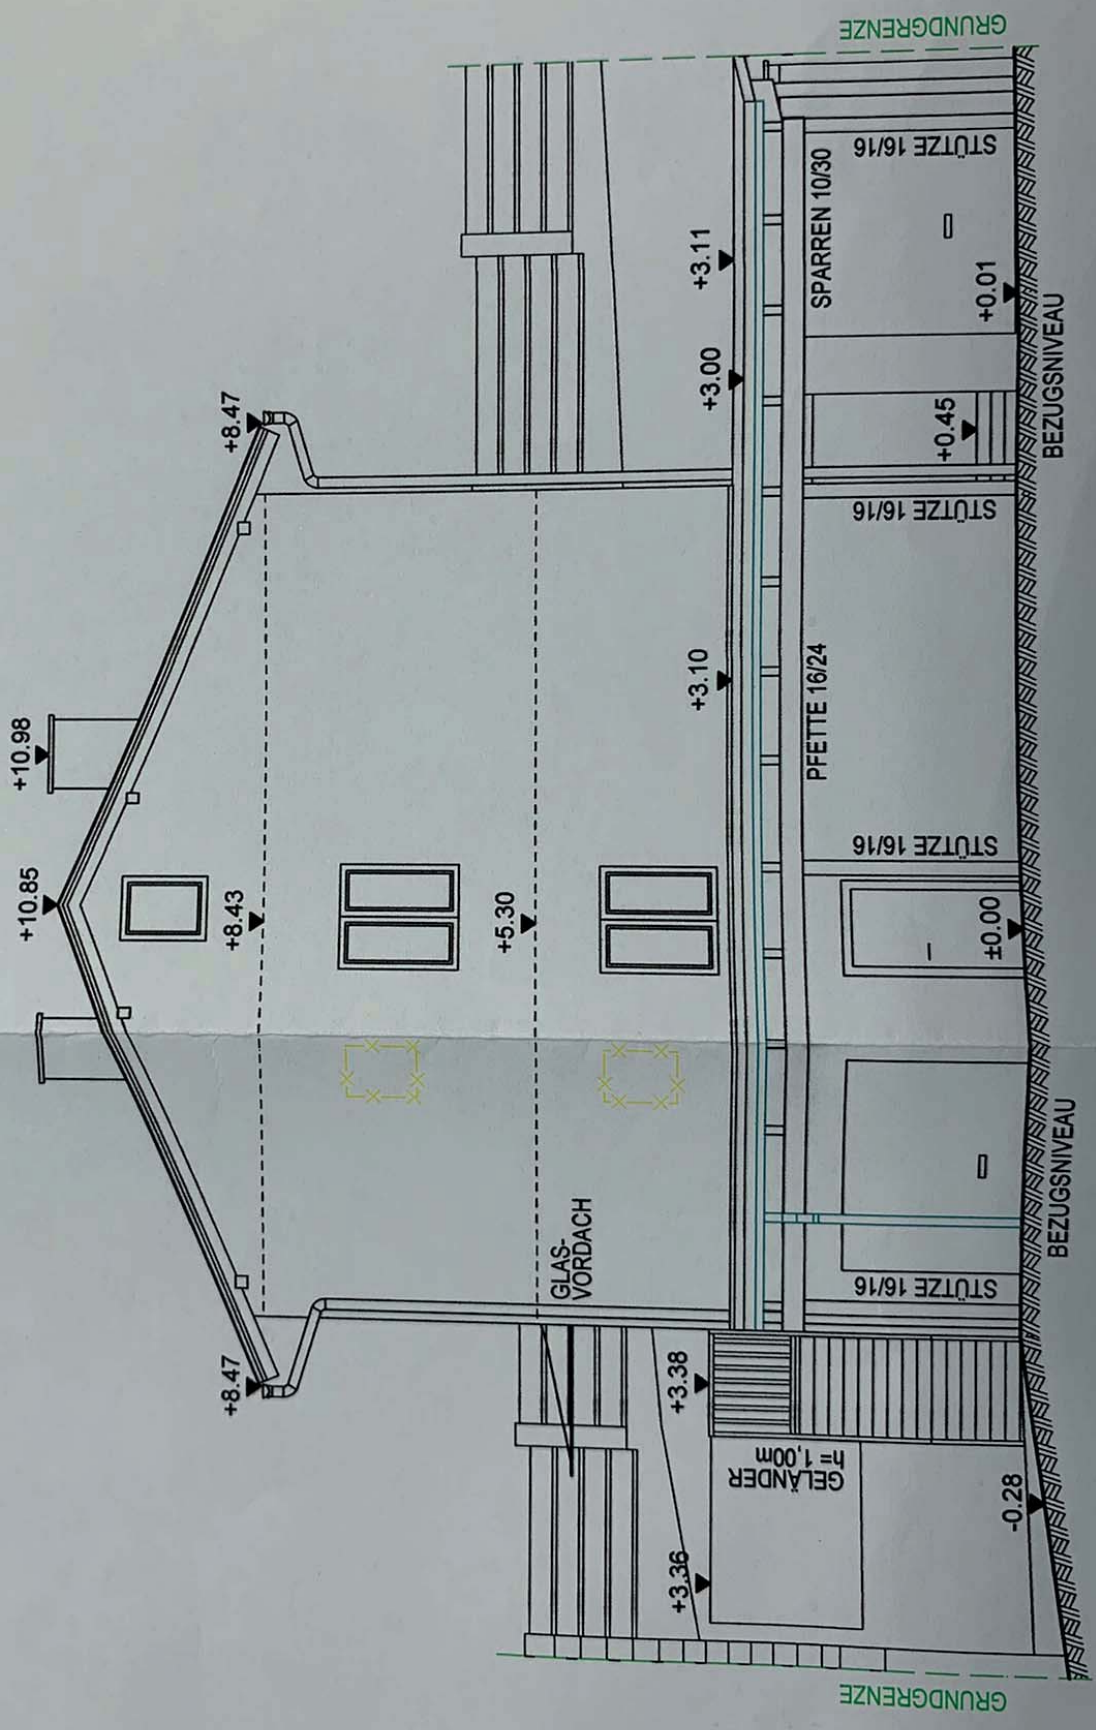 GRUNDGRENZE
+10.85
+10.98
+8.47
+8.47
+8.43
+5.30
GLAS-
VORDACH
+3.36
+3.38
+3.10
+3.00
+3.11
GELÄNDER
h= 1,00m
PFETTE 16/24
SPARREN 10/30
STÜTZE 16/16
STÜTZE 16/16
STÜTZE 16/16
STÜTZE 16/16
-0.28
±0.00
+0.45
+0.01
BEZUGSNIVEAU
BEZUGSNIVEAU
GRUNDGRENZE